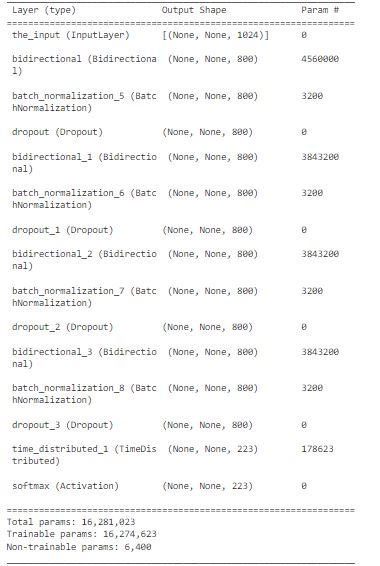 Layer (type) Output Shape Param #
=================================================================
the_input (InputLayer) [(None, None, 1024)] 0
bidirectional (Bidirectiona (None, None, 800) 4560000
l)
batch_normalization_5 (Batc (None, None, 800) 3200
hNormalization)
dropout (Dropout) (None, None, 800) 0
bidirectional_1 (Bidirectio (None, None, 800) 3843200
nal)
batch_normalization_6 (Batc (None, None, 800) 3200
hNormalization)
dropout_1 (Dropout) (None, None, 800) 0
bidirectional_2 (Bidirectio (None, None, 800) 3843200
nal)
batch_normalization_7 (Batc (None, None, 800) 3200
hNormalization)
dropout_2 (Dropout) (None, None, 800) 0
bidirectional_3 (Bidirectio (None, None, 800) 3843200
nal)
batch_normalization_8 (Batc (None, None, 800) 3200
hNormalization)
dropout_3 (Dropout) (None, None, 800) 0
time_distributed_1 (TimeDis (None, None, 223) 178623
tributed)
softmax (Activation) (None, None, 223) 0
=================================================================
Total params: 16,281,023
Trainable params: 16,274,623
Non-trainable params: 6,400